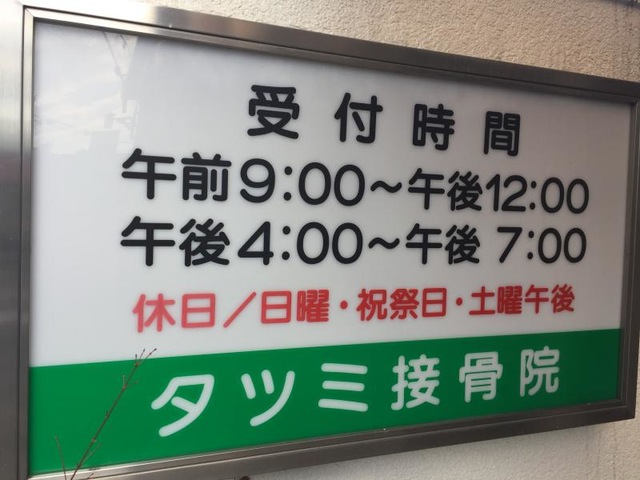 受付時間
午前9:00～午後12:00
午後4:00～午後 7:00
休日／日曜・祝祭日・土曜午後
タツミ接骨院